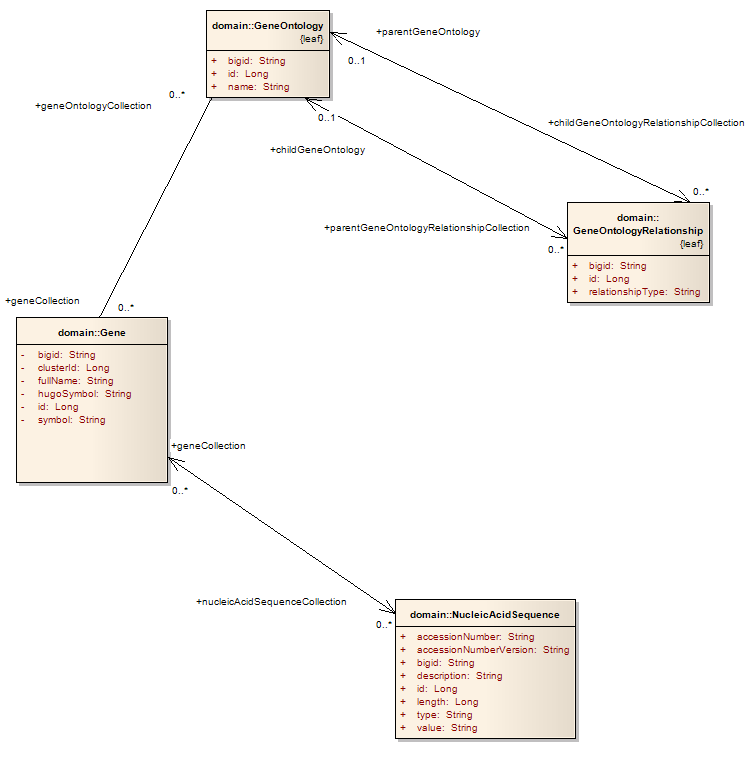 domain::GeneOntology
{leaf}
+ bigid: String
+ id: Long
+ name: String
+parentGeneOntology
0..1
0..*
+geneOntologyCollection
0..1
+childGeneOntology
+childGeneOntologyRelationshipCollection
0..*
+parentGeneOntologyRelationshipCollection
0..*
domain::
GeneOntologyRelationship
{leaf}
+ bigid: String
+ id: Long
+ relationshipType: String
+geneCollection
0..*
domain::Gene
- bigid: String
- clusterId: Long
- fullName: String
- hugoSymbol: String
- id: Long
- symbol: String
+geneCollection
0..*
+nucleicAcidSequenceCollection
0..*
domain::NucleicAcidSequence
+ accessionNumber: String
+ accessionNumberVersion: String
+ bigid: String
+ description: String
+ id: Long
+ length: Long
+ type: String
+ value: String